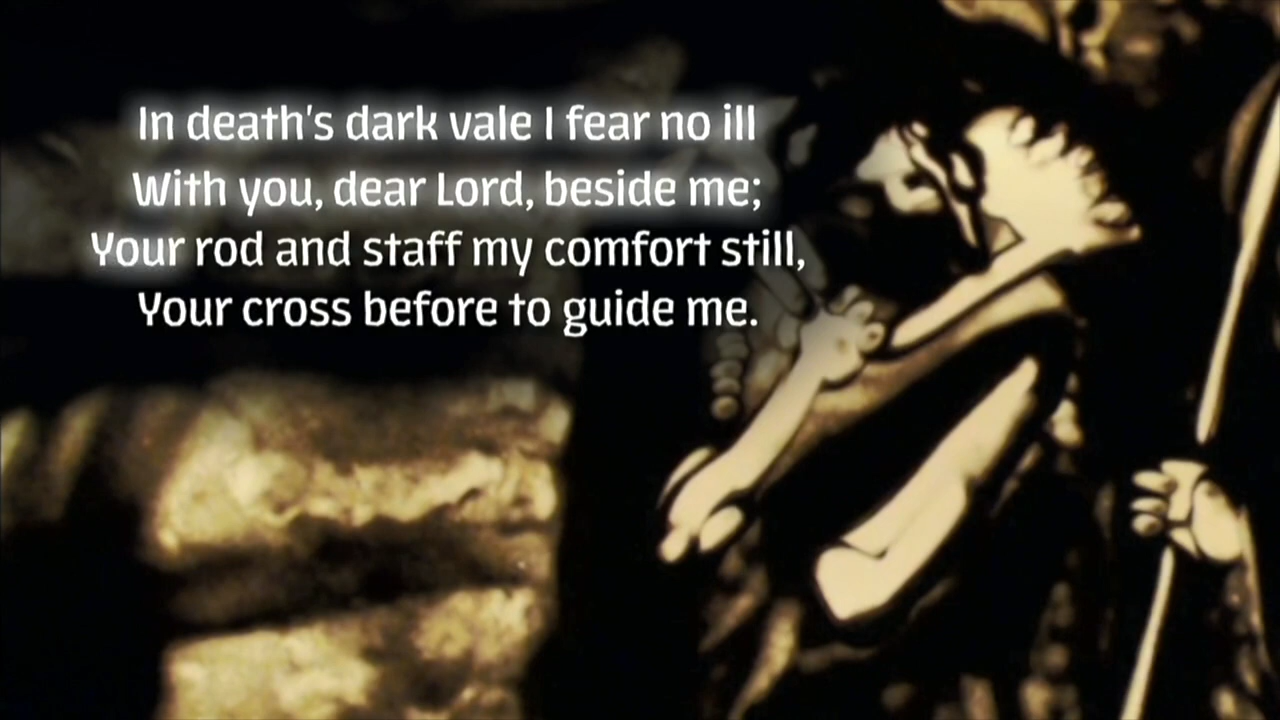 In death's dark vale I fear no ill
With you, dear Lord, beside me;
Your rod and staff my comfort still,
Your cross before to guide me.